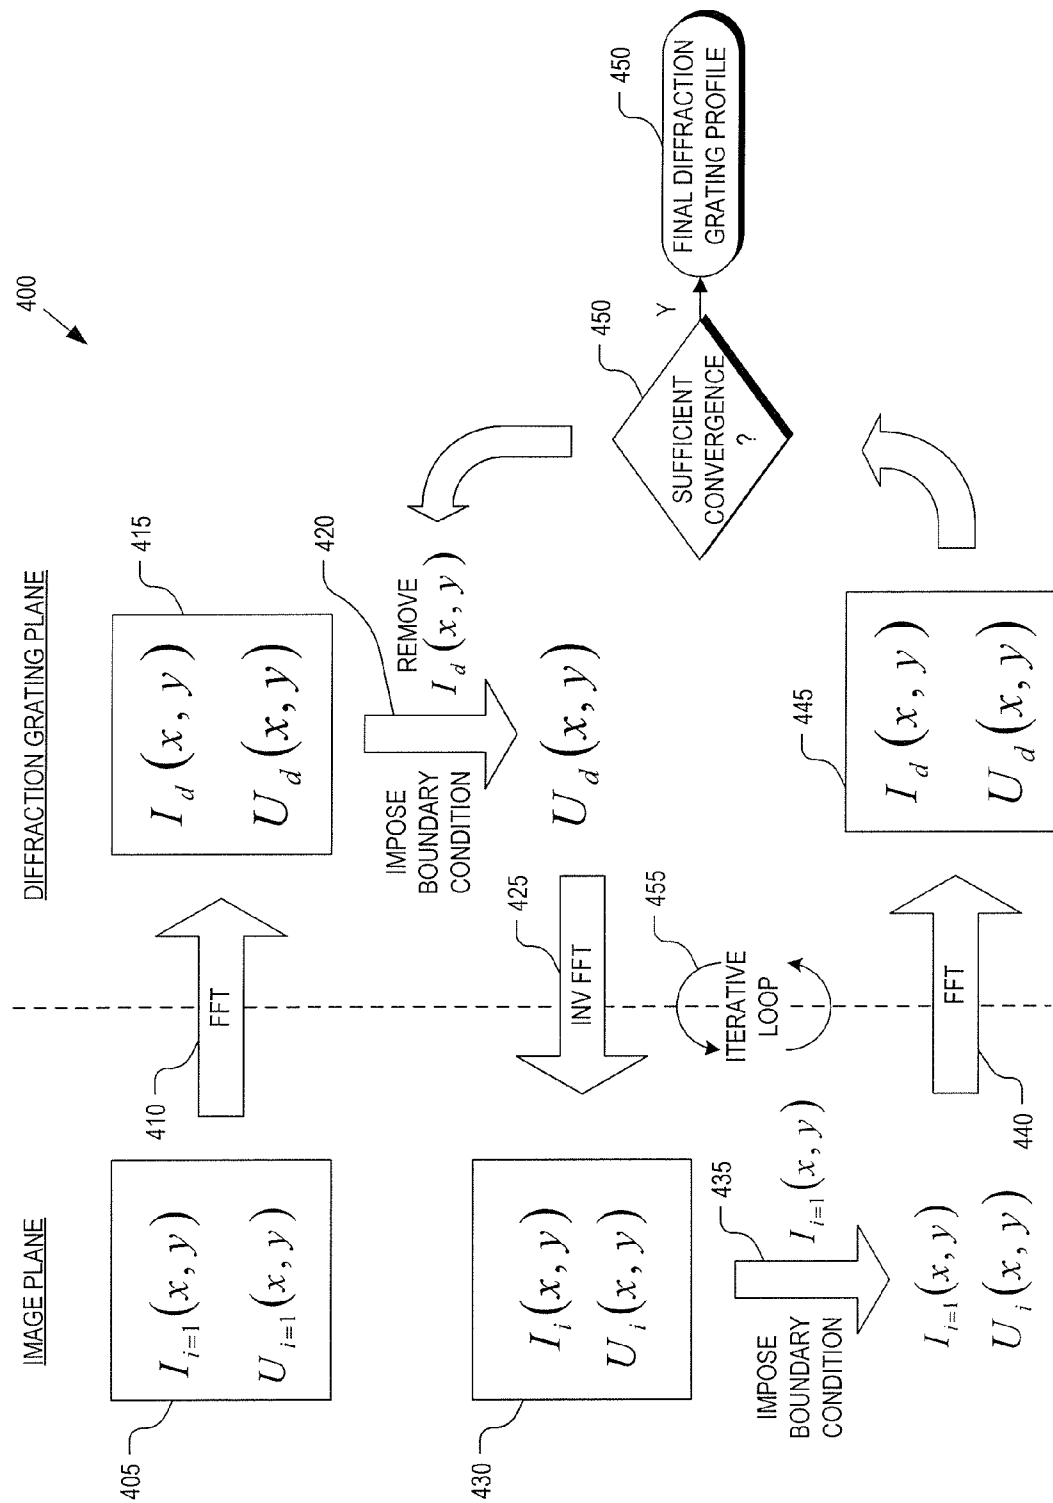 400
IMAGE PLANE
DIFFRACTION GRATING PLANE
405
I_{i=1}(x, y)
U_{i=1}(x, y)
410
FFT
415
I_d(x, y)
U_d(x, y)
IMPOSE
BOUNDARY
CONDITION
420
REMOVE
I_d(x, y)
U_d(x, y)
425
INV FFT
430
I_i(x, y)
U_i(x, y)
455
ITERATIVE
LOOP
IMPOSE
BOUNDARY
CONDITION
435
I_{i=1}(x, y)
I_{i=1}(x, y)
U_i(x, y)
440
FFT
445
I_d(x, y)
U_d(x, y)
450
SUFFICIENT
CONVERGENCE
?
Y
450
FINAL DIFFRACTION
GRATING PROFILE